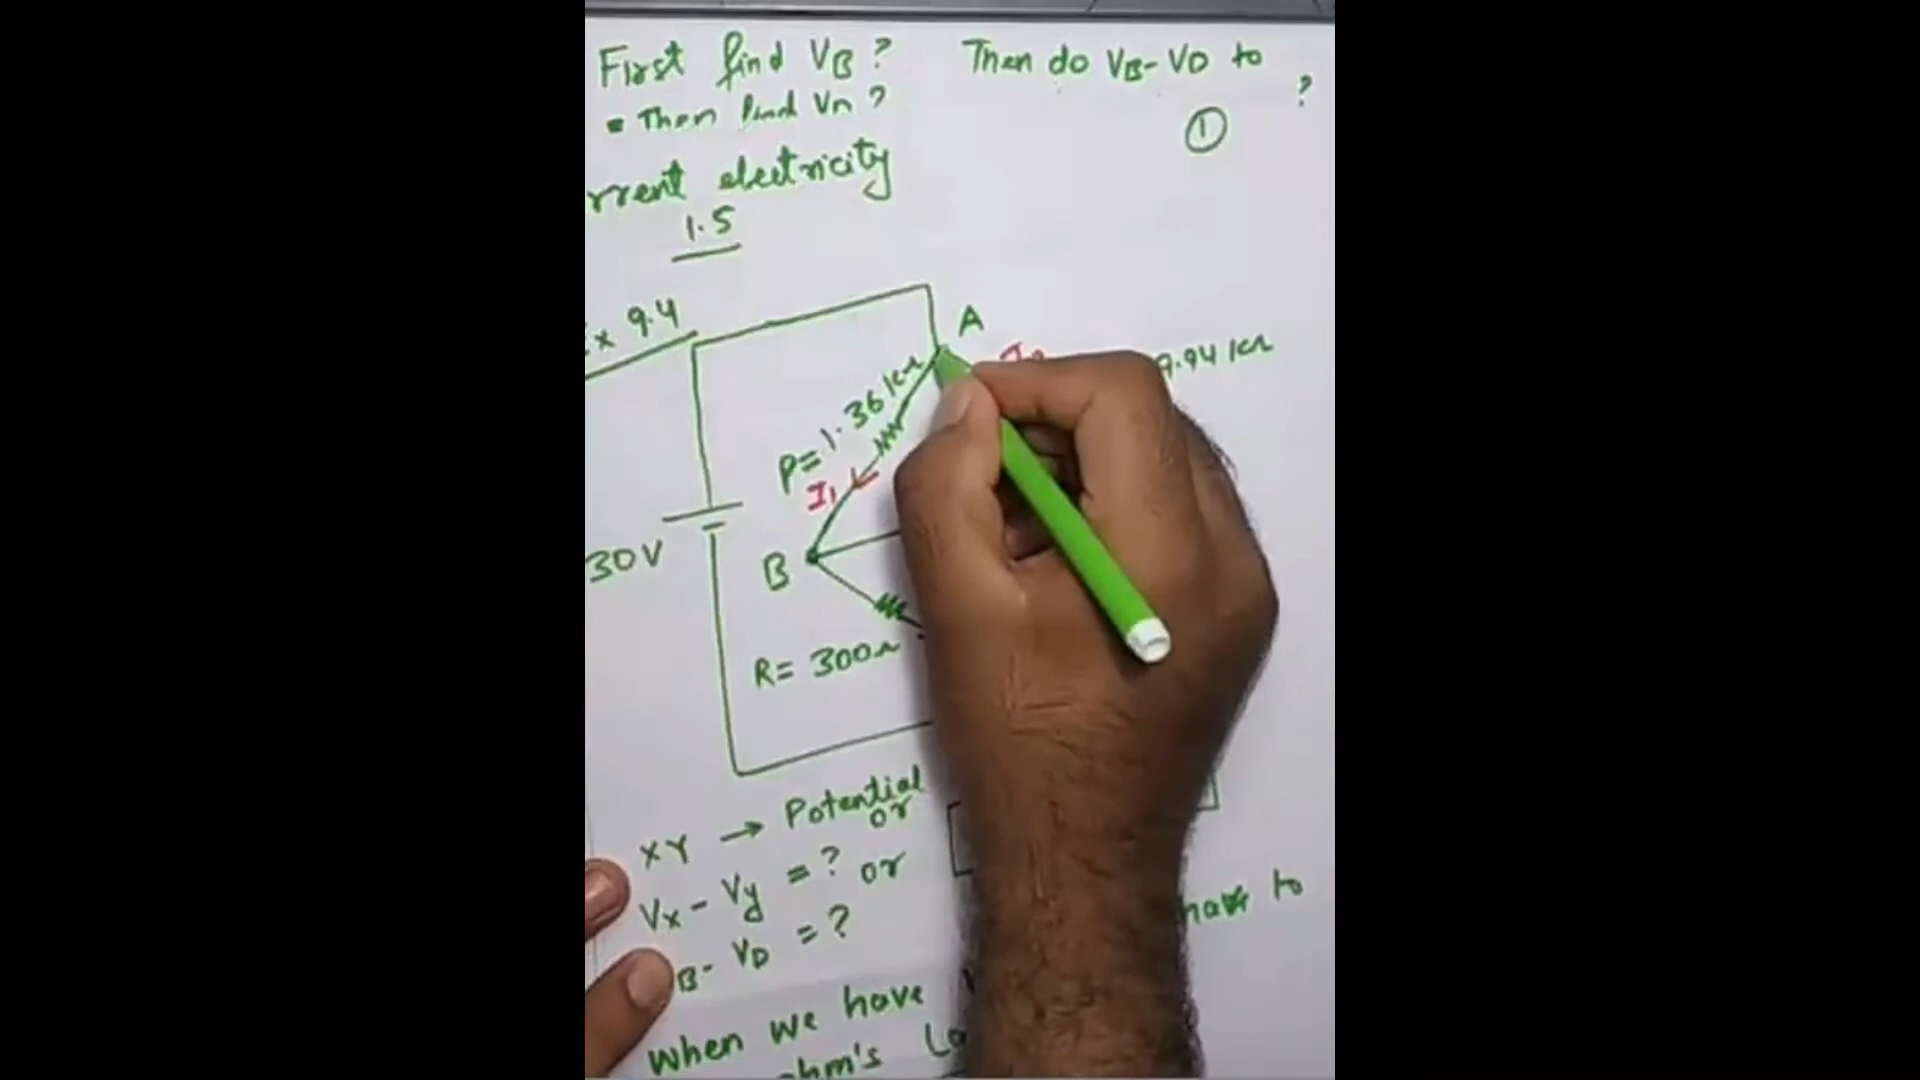 First find VB? Then do VB-VD to
• Then find Vn? ?
①
rrent electricity
1.5
x 9.4
A
9.94 kΩ
P= 1.36 kΩ
I1
B
30V
R= 300Ω
XY → Potential
or
Vx - Vy = ? or
B- VD = ?
have to
when we have
ohm's